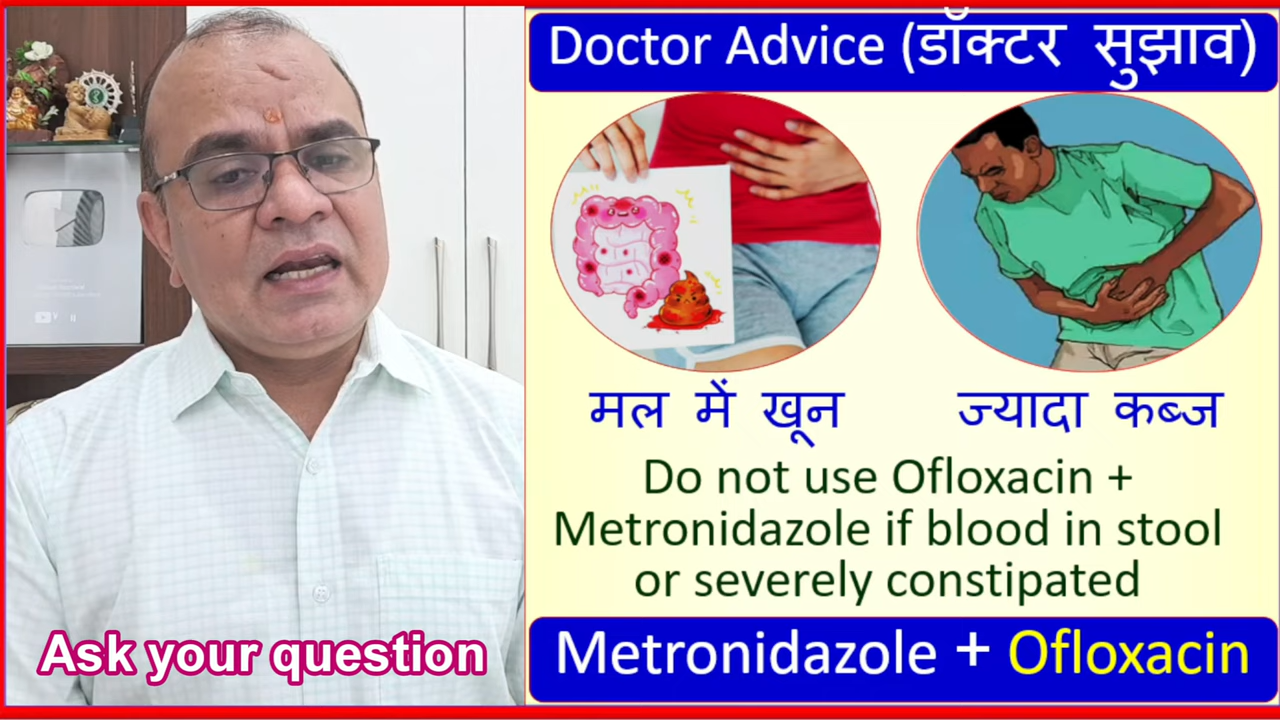 Doctor Advice (डॉक्टर सुझाव)
मल में खून
ज्यादा कब्ज
Do not use Ofloxacin +
Metronidazole if blood in stool
or severely constipated
Metronidazole + Ofloxacin
Ask your question